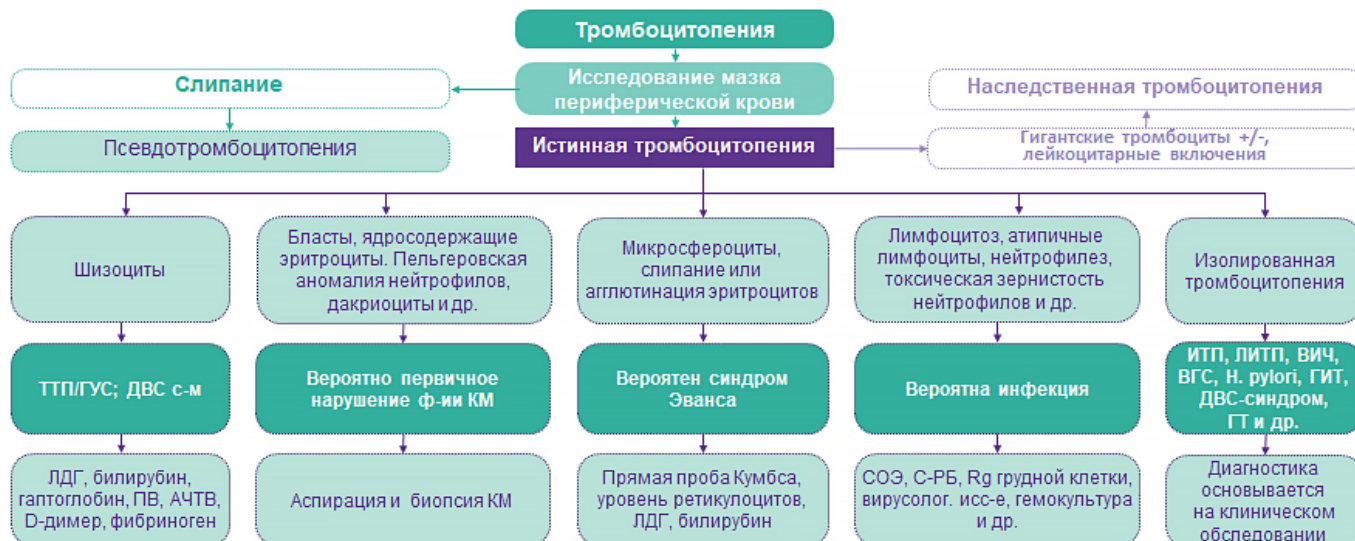 Тромбоцитопения
Исследование мазка
периферической крови
Слипание
Псевдотромбоцитопения
Истинная тромбоцитопения
Наследственная тромбоцитопения
Гигантские тромбоциты +/-,
лейкоцитарные включения
Шизоциты
Бласты, ядросодержащие
эритроциты. Пельгеровская
аномалия нейтрофилов,
дакриоциты и др.
Микросфероциты,
слипание или
агглютинация эритроцитов
Лимфоцитоз, атипичные
лимфоциты, нейтрофилез,
токсическая зернистость
нейтрофилов и др.
Изолированная
тромбоцитопения
ТТП/ГУС; ДВС с-м
Вероятно первичное
нарушение ф-ии КМ
Вероятен синдром
Эванса
Вероятна инфекция
ИТП, ЛИТП, ВИЧ,
ВГС, H. pylori, ГИТ,
ДВС-синдром,
ГТ и др.
ЛДГ, билирубин,
гаптоглобин, ПВ, АЧТВ,
D-димер, фибриноген
Аспирация и биопсия КМ
Прямая проба Кумбса,
уровень ретикулоцитов,
ЛДГ, билирубин
СОЭ, С-РБ, Rg грудной клетки,
вирусолог. исс-е, гемокультура
и др.
Диагностика
основывается
на клиническом
обследовании